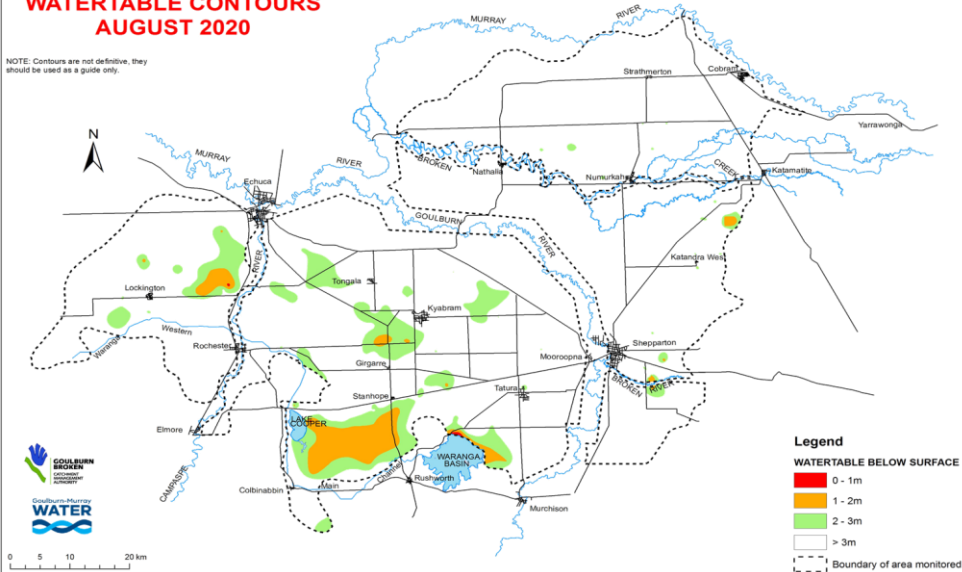 WATERTABLE CONTOURS
AUGUST 2020
NOTE: Contours are not definitive, they
should be used as a guide only.
N
MURRAY
RIVER
Strathmerton
Cobram
Yarrawonga
MURRAY
RIVER
BROKEN
CREEK
Nathalia
Numurkah
Katamatite
Echuca
GOULBURN
RIVER
RIVER
Katandra Wes
Tongala
Lockington
Kyabram
Western
Waranga
Rochester
Shepparton
Mooroopna
Girgarre
BROKEN
RIVER
Stanhope
Tatura
LAKE
COOPER
Elmore
WARANGA
BASIN
CAMPASPE
Colbinabbin
Main
Channel
Rushworth
Murchison
GOULBURN
BROKEN
CATCHMENT
MANAGEMENT
AUTHORITY
Goulburn-Murray
WATER
0 5 10 20 km
Legend
WATERTABLE BELOW SURFACE
0 - 1m
1 - 2m
2 - 3m
> 3m
Boundary of area monitored